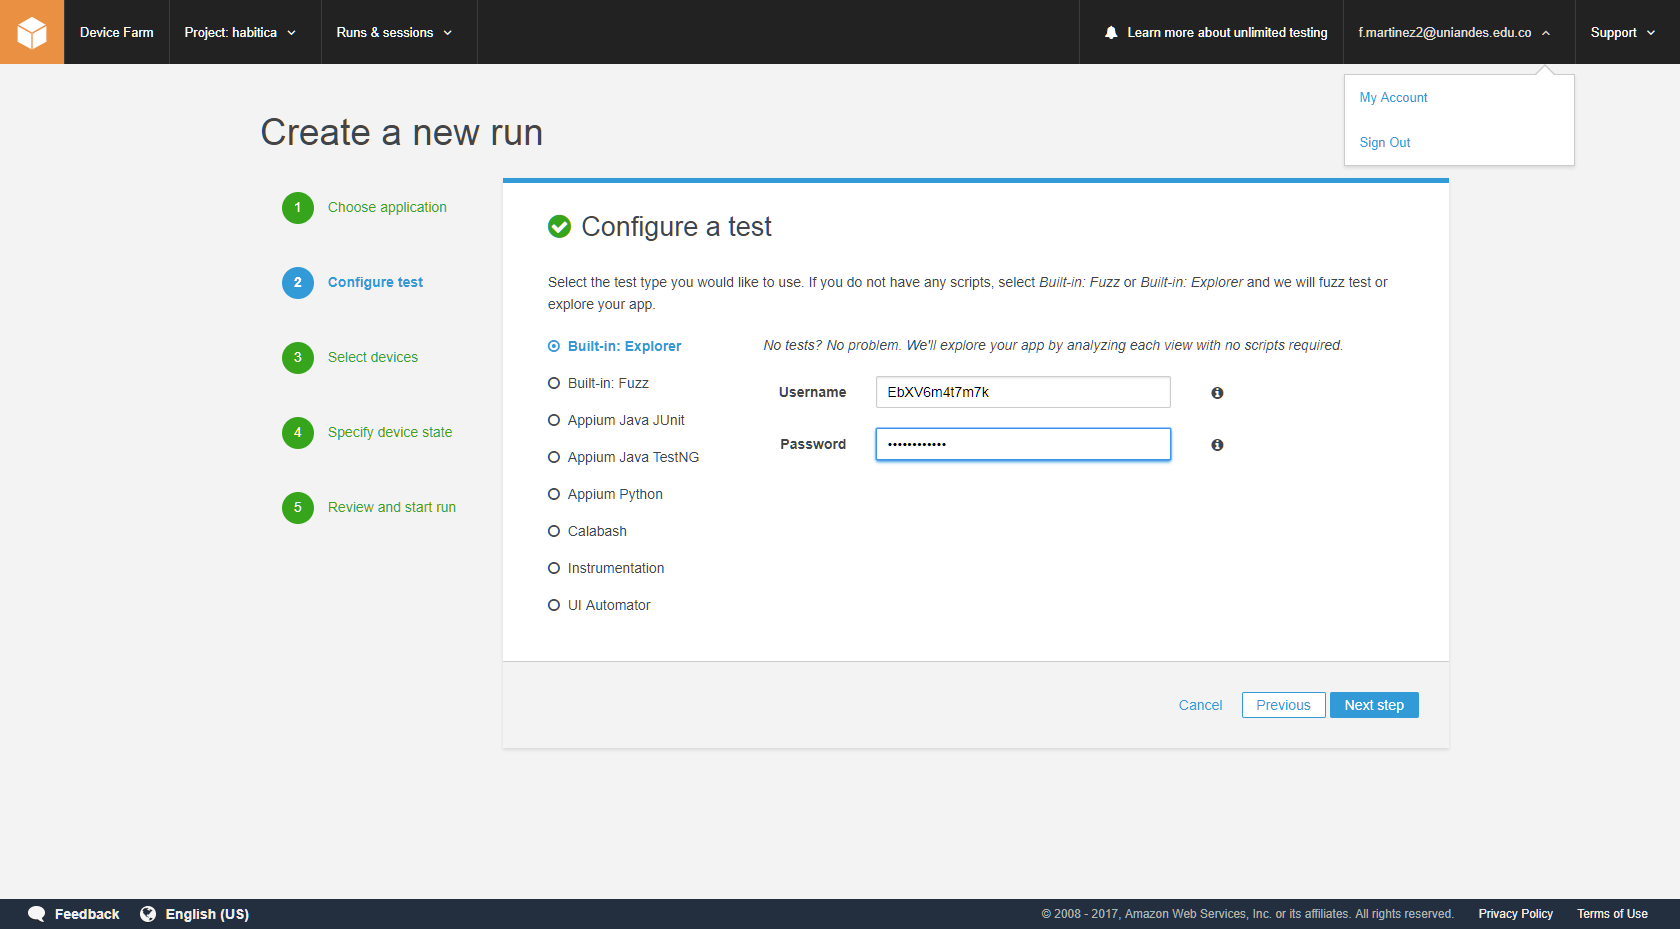 Device Farm
Project: habitica
Runs & sessions
Learn more about unlimited testing
f.martinez2@uniandes.edu.co
Support
My Account
Sign Out
Create a new run
1 Choose application
2 Configure test
3 Select devices
4 Specify device state
5 Review and start run
Configure a test
Select the test type you would like to use. If you do not have any scripts, select Built-in: Fuzz or Built-in: Explorer and we will fuzz test or
explore your app.
Built-in: Explorer
Built-in: Fuzz
Appium Java JUnit
Appium Java TestNG
Appium Python
Calabash
Instrumentation
UI Automator
No tests? No problem. We'll explore your app by analyzing each view with no scripts required.
Username EbXV6m4t7m7k
Password ••••••••••••
Cancel
Previous
Next step
Feedback
English (US)
© 2008 - 2017, Amazon Web Services, Inc. or its affiliates. All rights reserved.
Privacy Policy
Terms of Use